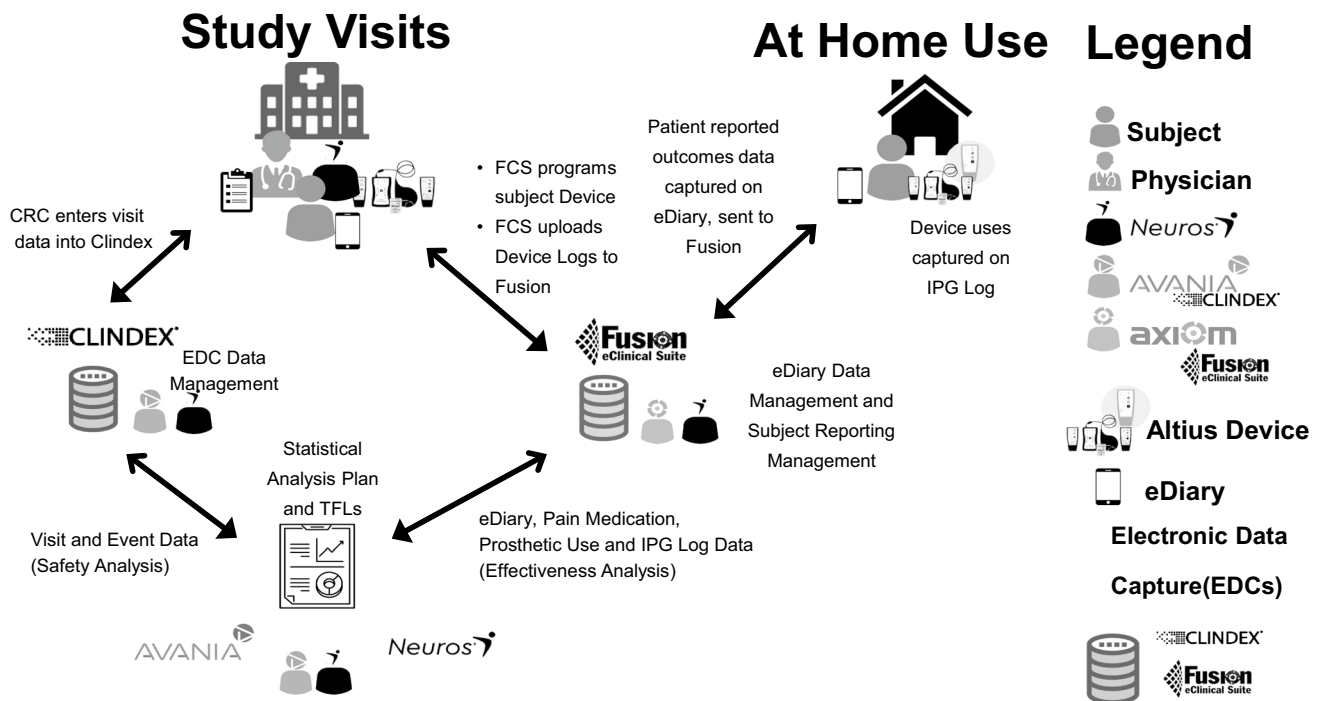 Study Visits
At Home Use
Legend
CRC enters visit
data into Clindex
• FCS programs
subject Device
• FCS uploads
Device Logs to
Fusion
Patient reported
outcomes data
captured on
eDiary, sent to
Fusion
Device uses
captured on
IPG Log
CLINDEX
EDC Data
Management
Fusion
eClinical Suite
eDiary Data
Management and
Subject Reporting
Management
Statistical
Analysis Plan
and TFLs
Visit and Event Data
(Safety Analysis)
eDiary, Pain Medication,
Prosthetic Use and IPG Log Data
(Effectiveness Analysis)
AVANIA
Neuros
Subject
Physician
Neuros
AVANIA
CLINDEX
axiom
Fusion
eClinical Suite
Altius Device
eDiary
Electronic Data
Capture(EDCs)
CLINDEX
Fusion
eClinical Suite